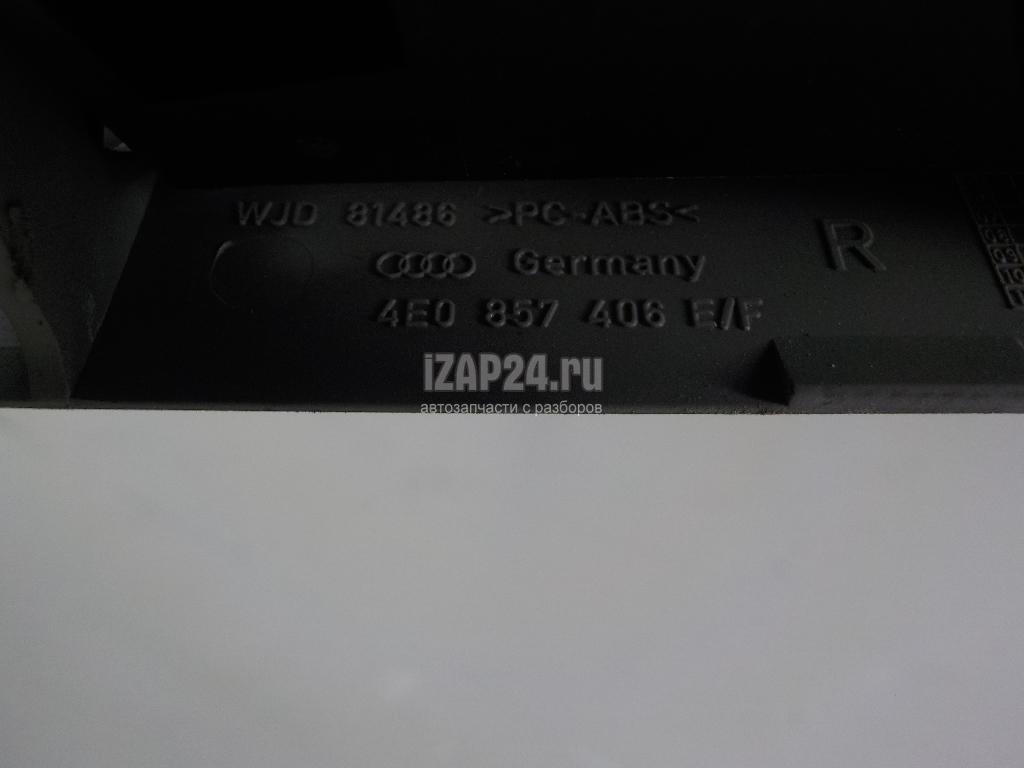 WJD 81486 >PC-ABS<
Germany
R
4E0 857 406 E/F
iZAP24.ru
автозапчасти с разборов